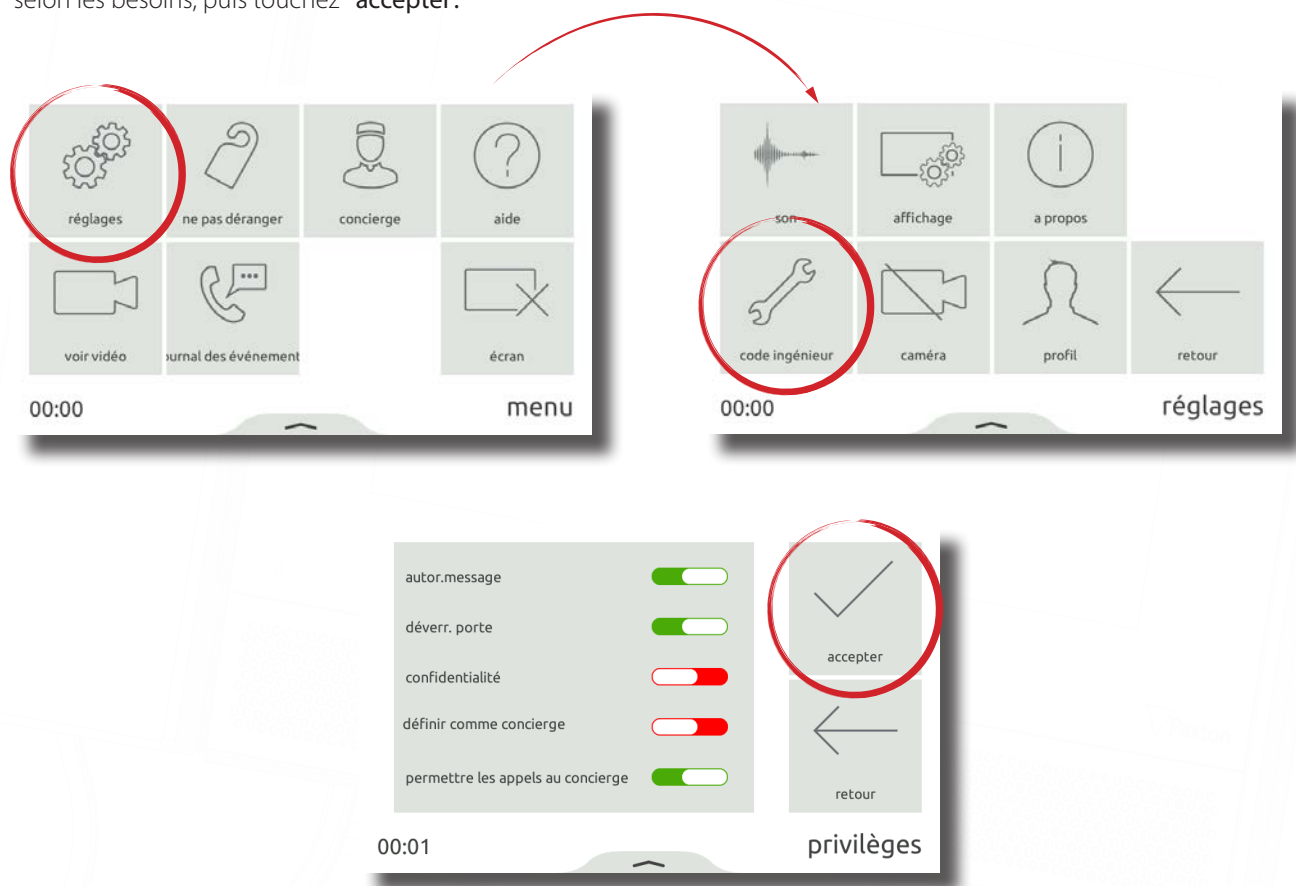 selon les besoins, puis touchez "accepter.
réglages
ne pas déranger
concierge
aide
voir vidéo
ournal des événement
écran
00:00
menu
son
affichage
a propos
code ingénieur
caméra
profil
retour
00:00
réglages
autor.message
déverr. porte
confidentialité
définir comme concierge
permettre les appels au concierge
accepter
retour
00:01
privilèges